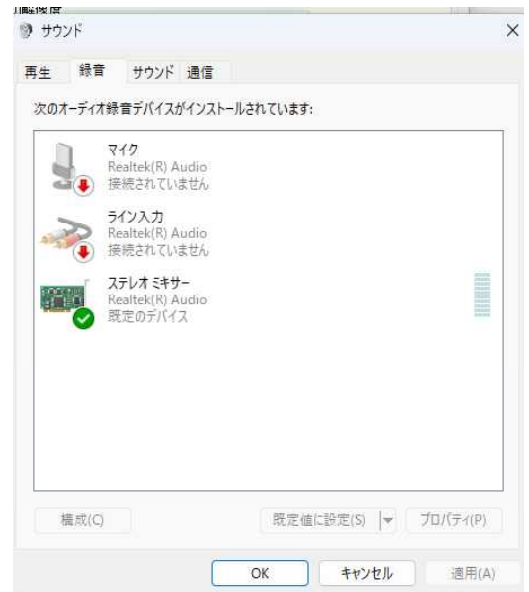 サウンド
再生 録音 サウンド 通信
次のオーディオ録音デバイスがインストールされています:
マイク
Realtek(R) Audio
接続されていません
ライン入力
Realtek(R) Audio
接続されていません
ステレオ ミキサー
Realtek(R) Audio
既定のデバイス
構成(C) 既定値に設定(S) プロパティ(P)
OK キャンセル 適用(A)